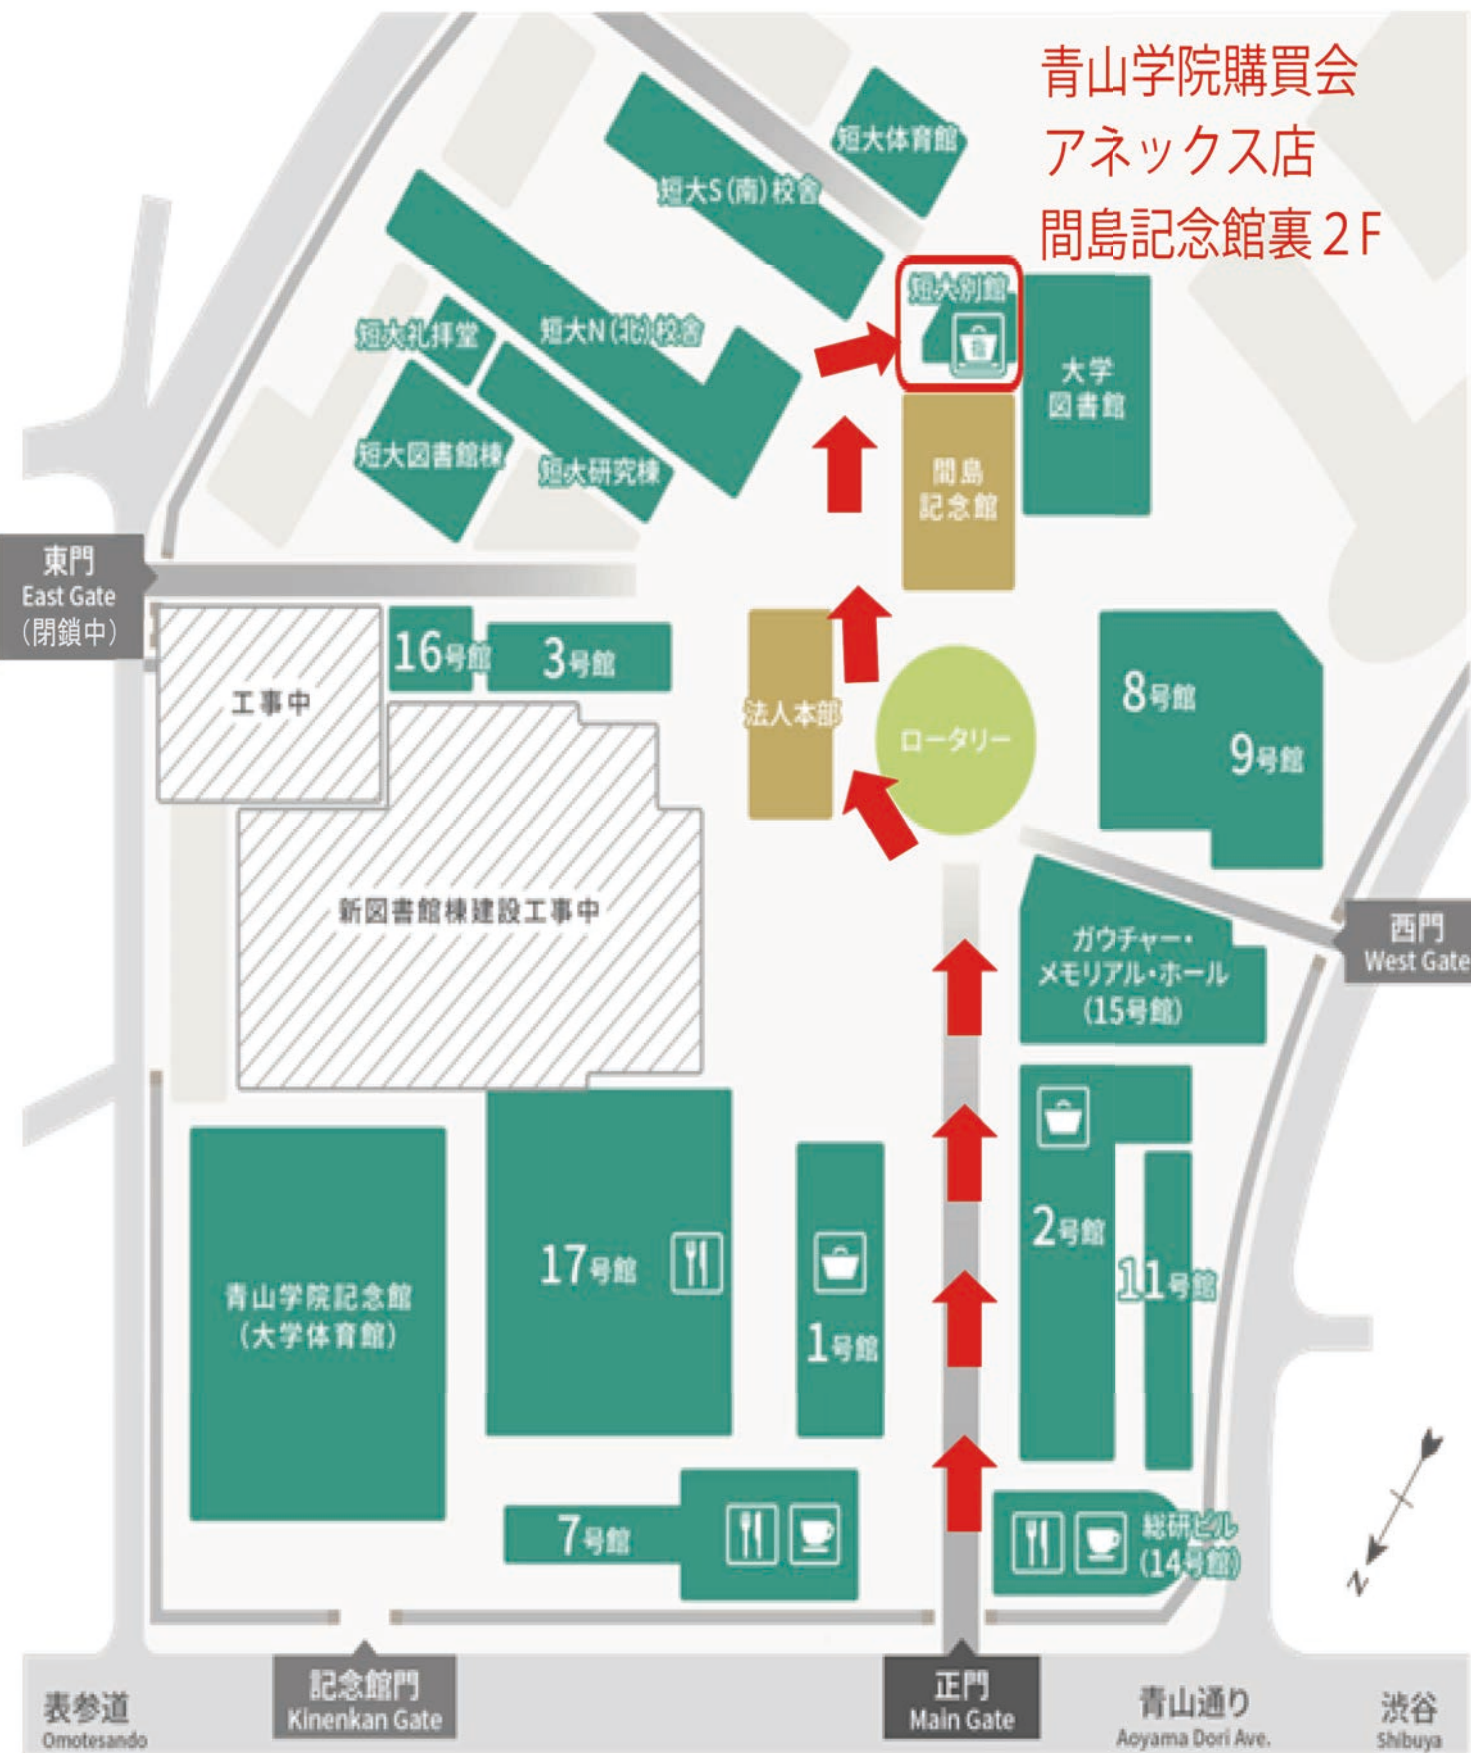 青山学院購買会
アネックス店
間島記念館裏2F
短大体育館
短大S(南)校舎
短大別館
短大礼拝堂
短大N(北)校舎
大学
図書館
短大図書館棟
短大研究棟
間島
記念館
東門
East Gate
(閉鎖中)
16号館
3号館
工事中
法人本部
ロータリー
8号館
9号館
新図書館棟建設工事中
ガウチャー・
メモリアル・ホール
(15号館)
西門
West Gate
2号館
17号館
11号館
青山学院記念館
(大学体育館)
1号館
7号館
総研ビル
(14号館)
N
記念館門
Kinenkan Gate
正門
Main Gate
表参道
Omotesando
青山通り
Aoyama Dori Ave.
渋谷
Shibuya